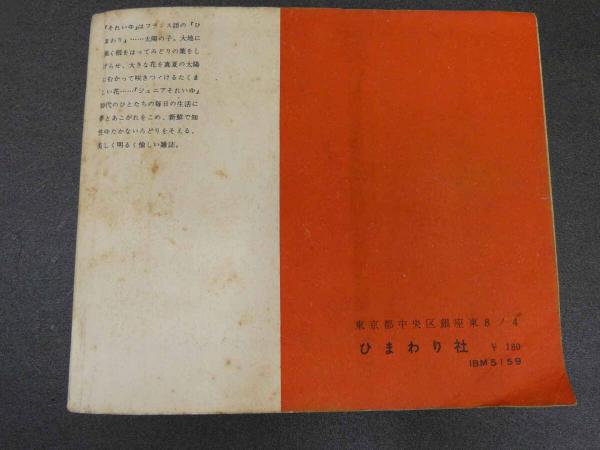 『それいゆ』はフランス語の『ひ
まわり』……太陽の子。大地に
く根をはってみどりの葉をし
げらせ、大きな花を真夏の太陽
にむかって咲きつづけるたくま
しい花……『ジュニアそれいゆ』
代のひとたちの毎日の生活に
夢とあこがれをこめ、新鮮で知
性ゆたかないろどりをそえる、
美しく明るく愉しい雑誌。
東京都中央区銀座東8ノ4
ひまわり社 ￥180
IBM5159